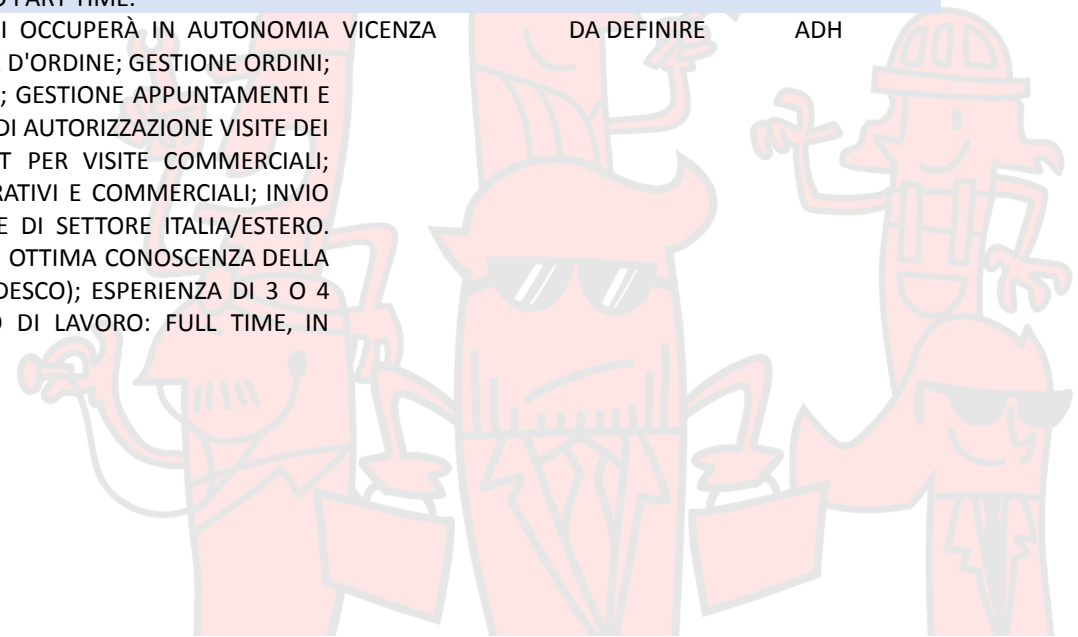 PART TIME.
I OCCUPERÀ IN AUTONOMIA VICENZA DA DEFINIRE ADH
E D'ORDINE; GESTIONE ORDINI;
; GESTIONE APPUNTAMENTI E
DI AUTORIZZAZIONE VISITE DEI
T PER VISITE COMMERCIALI;
RATIVI E COMMERCIALI; INVIO
E DI SETTORE ITALIA/ESTERO.
OTTIMA CONOSCENZA DELLA
DESCO); ESPERIENZA DI 3 O 4
O DI LAVORO: FULL TIME, IN